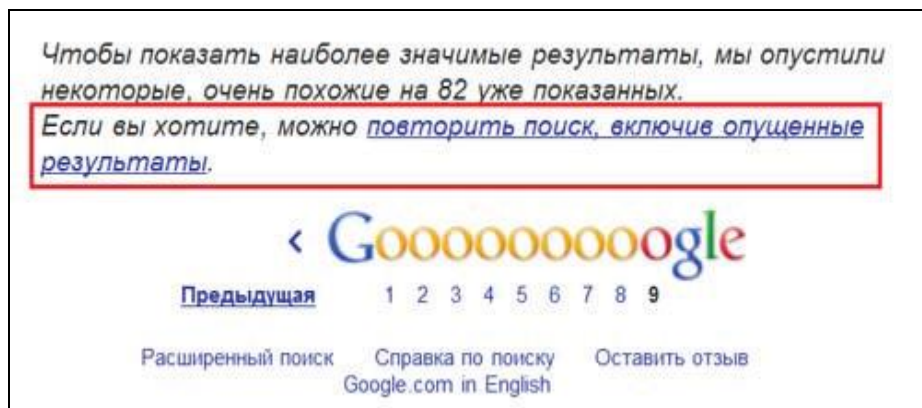 Чтобы показать наиболее значимые результаты, мы опустили
некоторые, очень похожие на 82 уже показанных.
Если вы хотите, можно повторить поиск, включив опущенные
результаты.
< Goooooooooogle
Предыдущая 1 2 3 4 5 6 7 8 9
Расширенный поиск Справка по поиску Оставить отзыв
Google.com in English